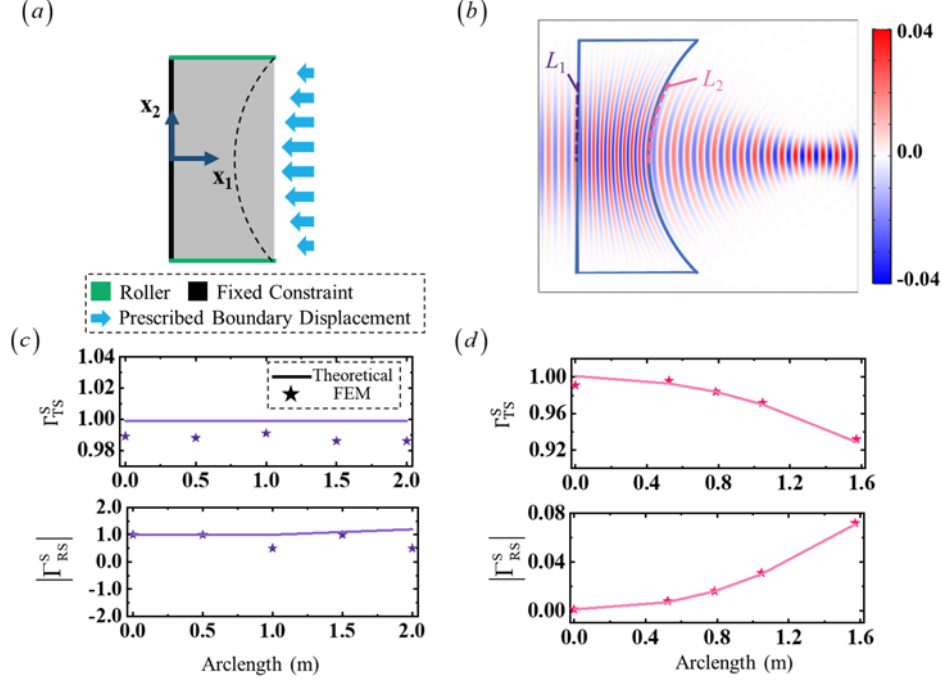 (a)
x₂
x₁
Roller
Fixed Constraint
Prescribed Boundary Displacement
(b)
L₁
L₂
0.04
0.0
-0.04
(c)
1.04
1.02
1.00
0.98
Γˢ_TS
Theoretical
FEM
0.0 0.5 1.0 1.5 2.0
2.0
1.0
0.0
-1.0
-2.0
|Γˢ_RS|
0.0 0.5 1.0 1.5 2.0
Arclength (m)
(d)
1.00
0.96
0.92
Γˢ_TS
0.0 0.4 0.8 1.2 1.6
0.08
0.04
0.00
|Γˢ_RS|
0.0 0.4 0.8 1.2 1.6
Arclength (m)